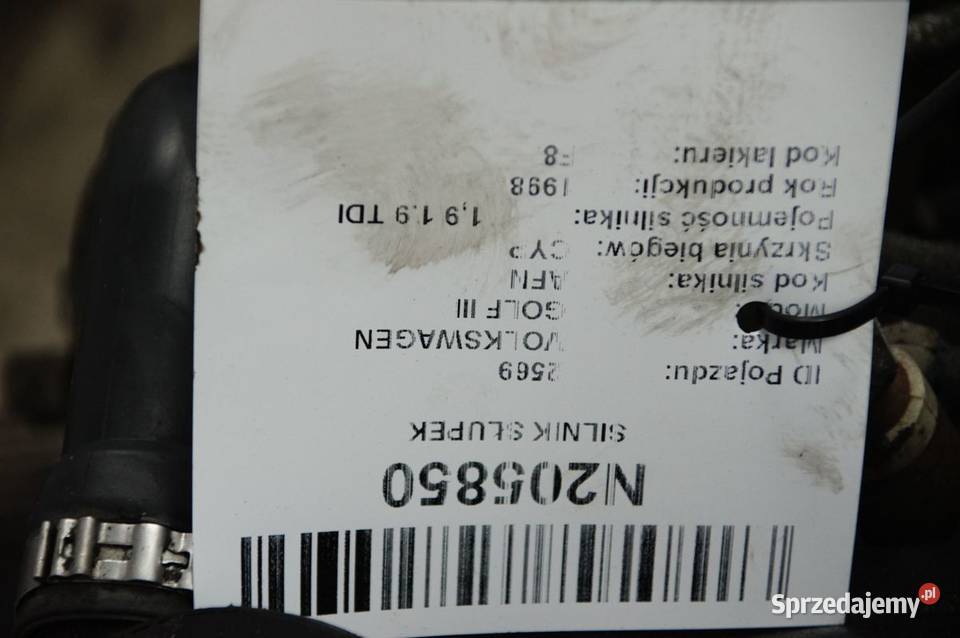 N205850
SILNIK SŁUPEK
ID Pojazdu: 2569
Marka: VOLKSWAGEN
GOLF III
Kod silnika: AFN
Skrzynia biegów: CYP
Pojemność silnika: 1,9 1.9 TDI
Rok produkcji: 1998
Kod lakieru: F8
Sprzedajemy.pl